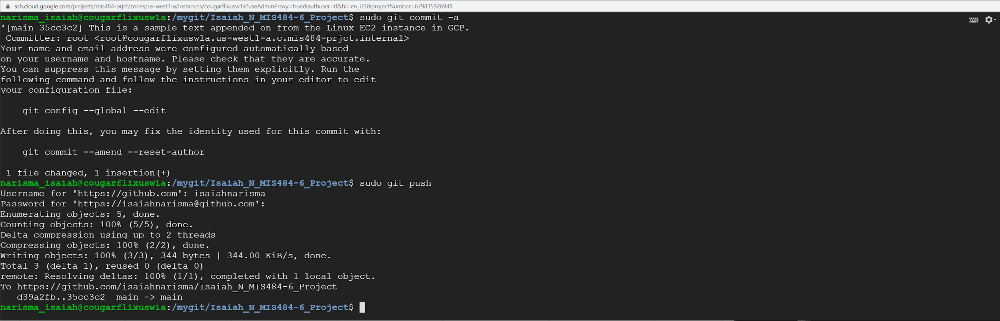 ssh.cloud.google.com/projects/mis484-prjct/zones/us-west1-a/instances/cougarflixusw1a?useAdminProxy=true&authuser=0&hl=en_US&projectNumber=679835926948
narisma_isaiah@cougarflixusw1a:/mygit/Isaiah_N_MIS484-6_Project$ sudo git commit -a
'[main 35cc3c2] This is a sample text appended on from the Linux EC2 instance in GCP.
 Committer: root <root@cougarflixusw1a.us-west1-a.c.mis484-prjct.internal>
Your name and email address were configured automatically based
on your username and hostname. Please check that they are accurate.
You can suppress this message by setting them explicitly. Run the
following command and follow the instructions in your editor to edit
your configuration file:
    git config --global --edit
After doing this, you may fix the identity used for this commit with:
    git commit --amend --reset-author
 1 file changed, 1 insertion(+)
narisma_isaiah@cougarflixusw1a:/mygit/Isaiah_N_MIS484-6_Project$ sudo git push
Username for 'https://github.com': isaiahnarisma
Password for 'https://isaiahnarisma@github.com':
Enumerating objects: 5, done.
Counting objects: 100% (5/5), done.
Delta compression using up to 2 threads
Compressing objects: 100% (2/2), done.
Writing objects: 100% (3/3), 344 bytes | 344.00 KiB/s, done.
Total 3 (delta 1), reused 0 (delta 0)
remote: Resolving deltas: 100% (1/1), completed with 1 local object.
To https://github.com/isaiahnarisma/Isaiah_N_MIS484-6_Project
   d39a2fb..35cc3c2  main -> main
narisma_isaiah@cougarflixusw1a:/mygit/Isaiah_N_MIS484-6_Project$